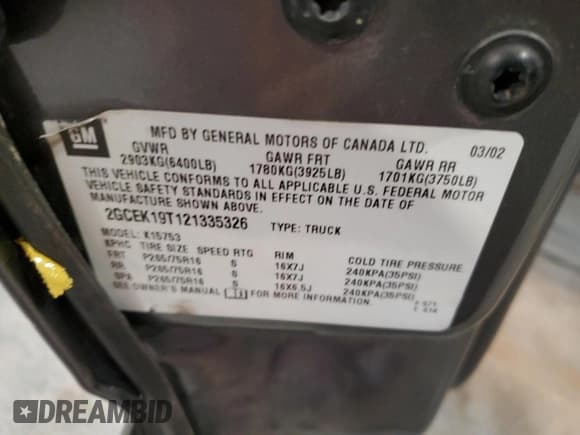 GM
MFD BY GENERAL MOTORS OF CANADA LTD. 03/02
GVWR GAWR FRT GAWR RR
2903KG(6400LB) 1780KG(3925LB) 1701KG(3750LB)
THIS VEHICLE CONFORMS TO ALL APPLICABLE U.S. FEDERAL MOTOR
VEHICLE SAFETY STANDARDS IN EFFECT ON THE DATE OF
MANUFACTURE SHOWN ABOVE.
2GCEK19T121335326 TYPE: TRUCK
MODEL: K15753
TIRE SIZE SPEED RTG RIM COLD TIRE PRESSURE
FRT P265/75R16 S 16X7J 240KPA(35PSI)
RR P265/75R16 S 16X7J 240KPA(35PSI)
SPA P265/75R16 S 16X6.5J 240KPA(35PSI)
SEE OWNER'S MANUAL FOR MORE INFORMATION.
DREAMBID